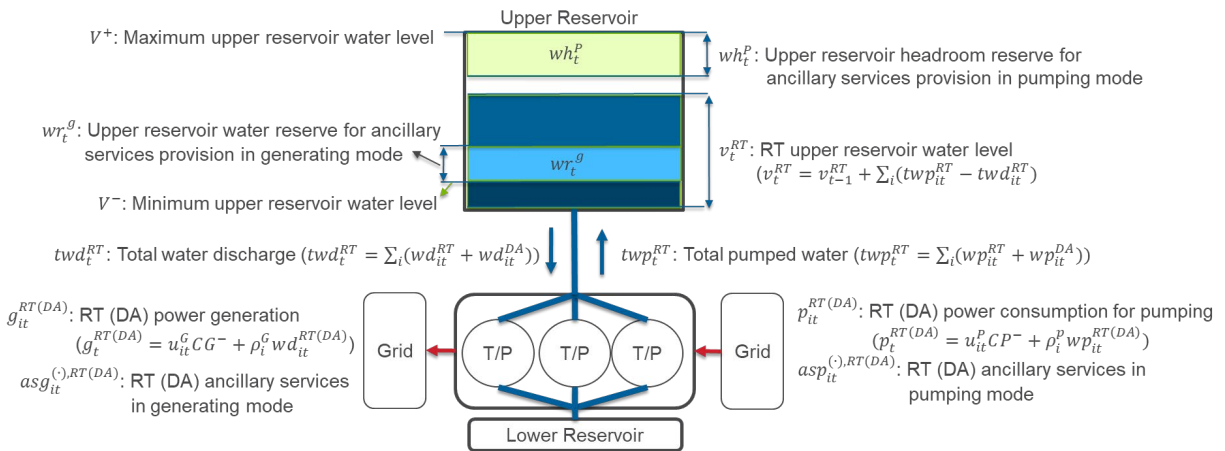 Upper Reservoir
V⁺: Maximum upper reservoir water level
wh_t^P
wh_t^P: Upper reservoir headroom reserve for
ancillary services provision in pumping mode
wr_t^g: Upper reservoir water reserve for ancillary
services provision in generating mode
wr_t^g
v_t^RT: RT upper reservoir water level
(v_t^RT = v_{t−1}^RT + ∑_i(twp_it^RT − twd_it^RT)
V⁻: Minimum upper reservoir water level
twd_t^RT: Total water discharge (twd_t^RT = ∑_i(wd_it^RT + wd_it^DA))
twp_t^RT: Total pumped water (twp_t^RT = ∑_i(wp_it^RT + wp_it^DA))
g_it^RT(DA): RT (DA) power generation
(g_t^RT(DA) = u_it^G CG⁻ + ρ_i^G wd_it^RT(DA))
asg_it^(·),RT(DA): RT (DA) ancillary services
in generating mode
Grid
T/P
T/P
T/P
Grid
p_it^RT(DA): RT (DA) power consumption for pumping
(p_t^RT(DA) = u_it^P CP⁻ + ρ_i^p wp_it^RT(DA))
asp_it^(·),RT(DA): RT (DA) ancillary services in
pumping mode
Lower Reservoir